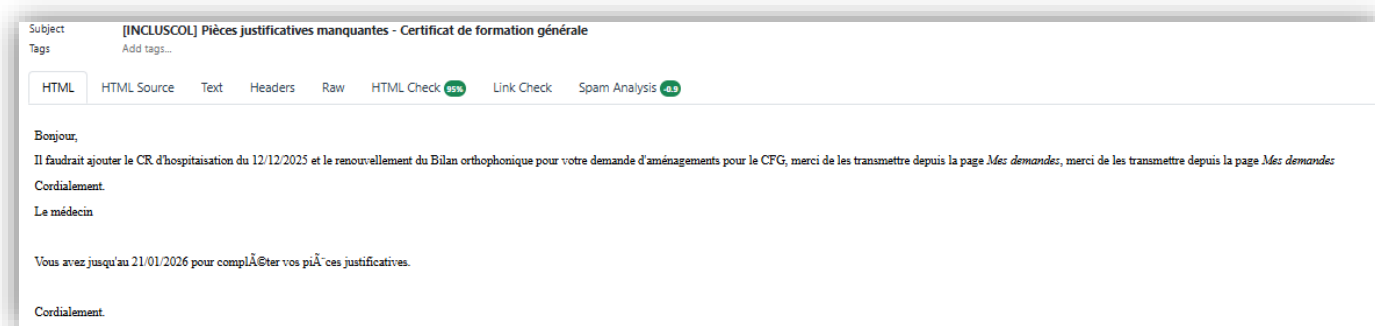 Subject [INCLUSCOL] Pièces justificatives manquantes - Certificat de formation générale
Tags Add tags...
HTML HTML Source Text Headers Raw HTML Check 95% Link Check Spam Analysis -0.9
Bonjour,
Il faudrait ajouter le CR d'hospitaisation du 12/12/2025 et le renouvellement du Bilan orthophonique pour votre demande d'aménagements pour le CFG, merci de les transmettre depuis la page Mes demandes, merci de les transmettre depuis la page Mes demandes
Cordialement.
Le médecin
Vous avez jusqu'au 21/01/2026 pour complÃ©ter vos piÃ¨ces justificatives.
Cordialement.